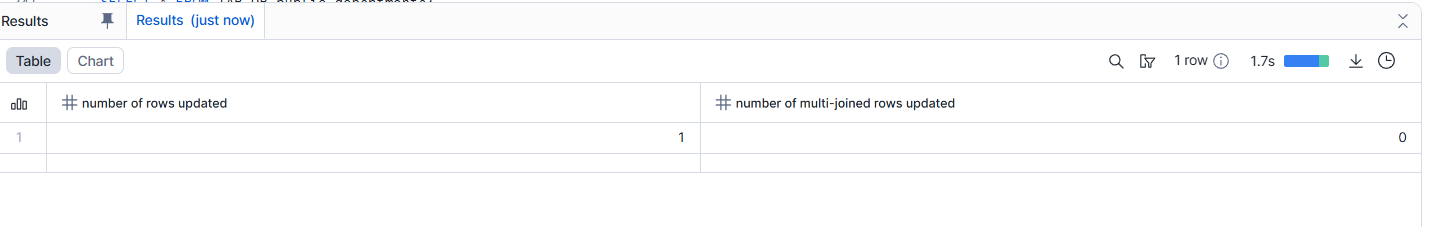 Results
Results (just now)
Table
Chart
1 row
1.7s
number of rows updated
number of multi-joined rows updated
1
1
0